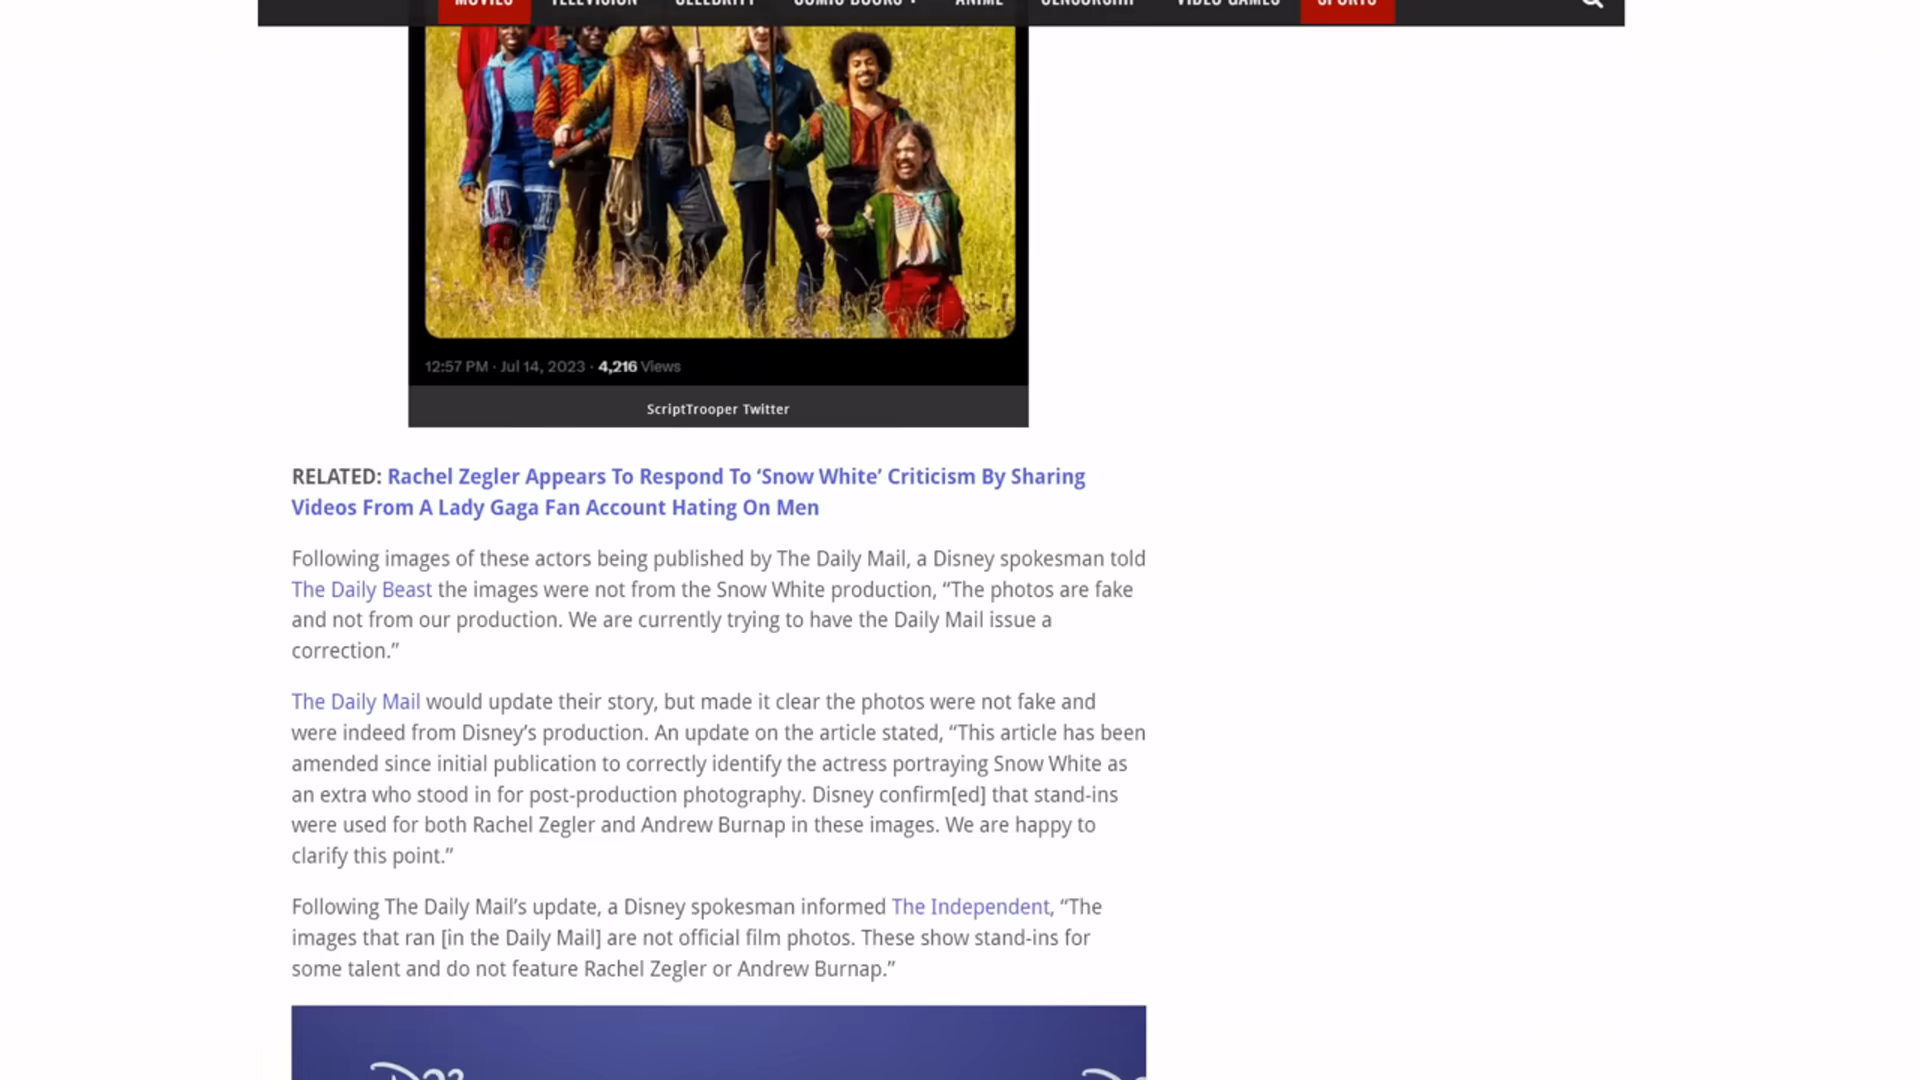 MOVIES TELEVISION CELEBRITY COMIC BOOKS ANIME CENSORSHIP VIDEO GAMES SPORTS
12:57 PM · Jul 14, 2023 · 4,216 Views
ScriptTrooper Twitter
RELATED: Rachel Zegler Appears To Respond To ‘Snow White’ Criticism By Sharing
Videos From A Lady Gaga Fan Account Hating On Men
Following images of these actors being published by The Daily Mail, a Disney spokesman told
The Daily Beast the images were not from the Snow White production, “The photos are fake
and not from our production. We are currently trying to have the Daily Mail issue a
correction.”
The Daily Mail would update their story, but made it clear the photos were not fake and
were indeed from Disney’s production. An update on the article stated, “This article has been
amended since initial publication to correctly identify the actress portraying Snow White as
an extra who stood in for post-production photography. Disney confirm[ed] that stand-ins
were used for both Rachel Zegler and Andrew Burnap in these images. We are happy to
clarify this point.”
Following The Daily Mail’s update, a Disney spokesman informed The Independent, “The
images that ran [in the Daily Mail] are not official film photos. These show stand-ins for
some talent and do not feature Rachel Zegler or Andrew Burnap.”